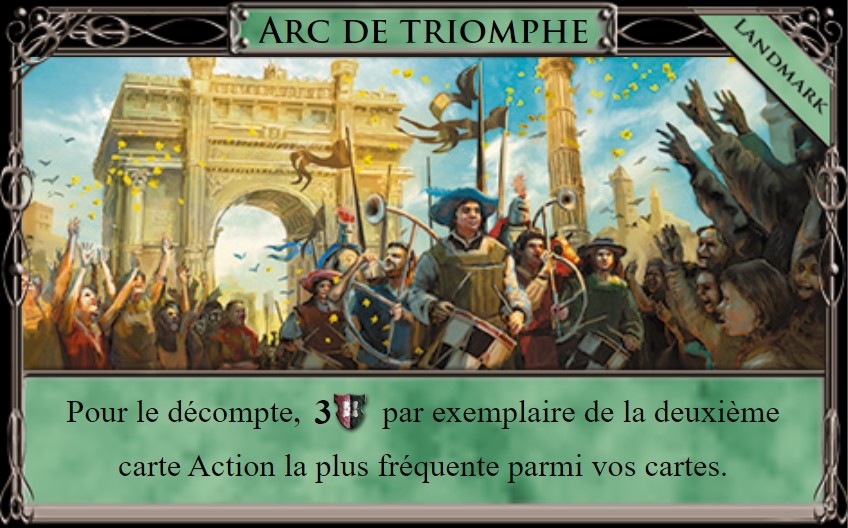 ARC DE TRIOMPHE
LANDMARK
Pour le décompte, 3 par exemplaire de la deuxième
carte Action la plus fréquente parmi vos cartes.